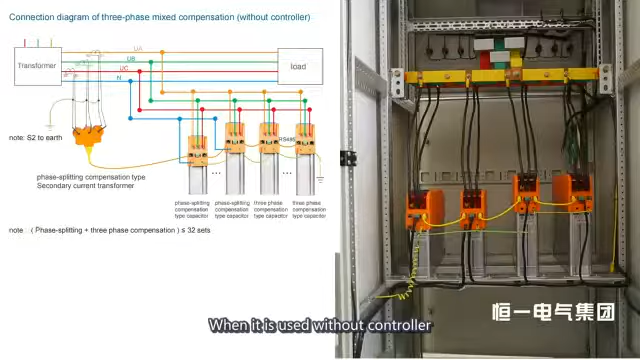 Connection diagram of three-phase mixed compensation (without controller)
UA
UB
UC
N
Transformer
load
note: S2 to earth
RS485
phase-splitting compensation type
Secondary current transformer
phase-splitting
compensation
type capacitor
phase-splitting
compensation
type capacitor
three phase
compensation
type capacitor
three phase
compensation
type capacitor
note :（ Phase-splitting + three phase compensation ) ≤ 32 sets
恒一电气集团
When it is used without controller